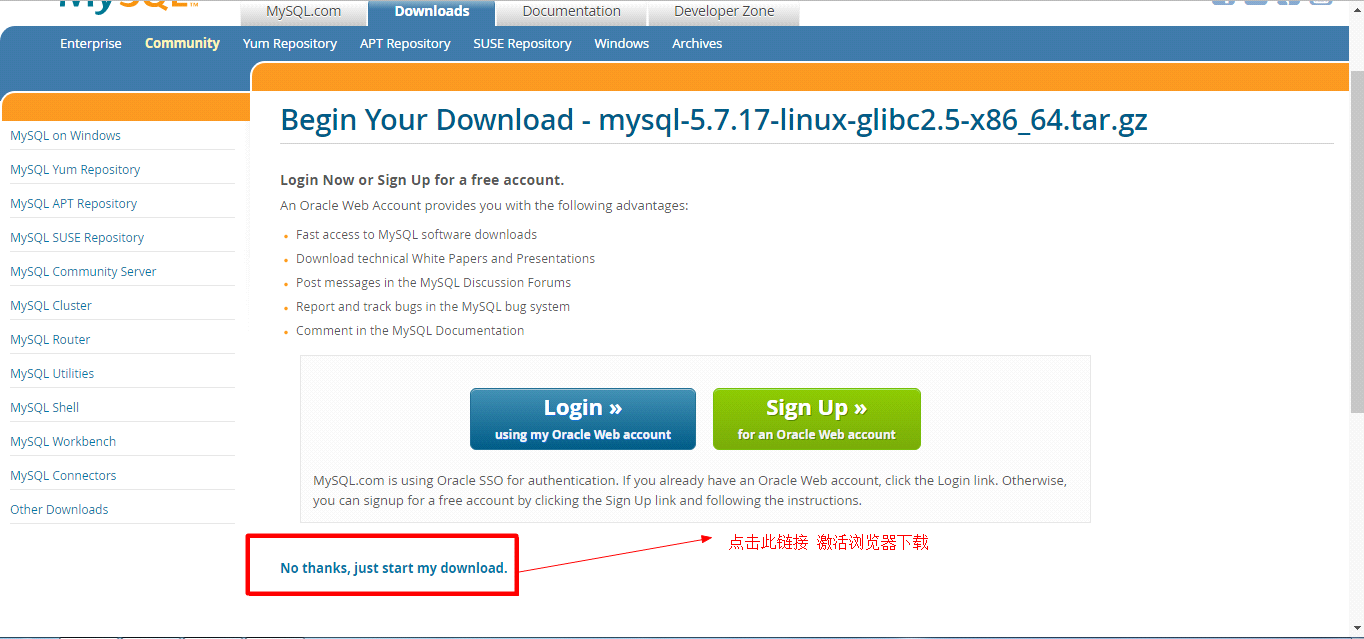 MySQL™
MySQL.com
Downloads
Documentation
Developer Zone
Enterprise
Community
Yum Repository
APT Repository
SUSE Repository
Windows
Archives
MySQL on Windows
MySQL Yum Repository
MySQL APT Repository
MySQL SUSE Repository
MySQL Community Server
MySQL Cluster
MySQL Router
MySQL Utilities
MySQL Shell
MySQL Workbench
MySQL Connectors
Other Downloads
Begin Your Download - mysql-5.7.17-linux-glibc2.5-x86_64.tar.gz
Login Now or Sign Up for a free account.
An Oracle Web Account provides you with the following advantages:
Fast access to MySQL software downloads
Download technical White Papers and Presentations
Post messages in the MySQL Discussion Forums
Report and track bugs in the MySQL bug system
Comment in the MySQL Documentation
Login »
using my Oracle Web account
Sign Up »
for an Oracle Web account
MySQL.com is using Oracle SSO for authentication. If you already have an Oracle Web account, click the Login link. Otherwise,
you can signup for a free account by clicking the Sign Up link and following the instructions.
点击此链接 激活浏览器下载
No thanks, just start my download.